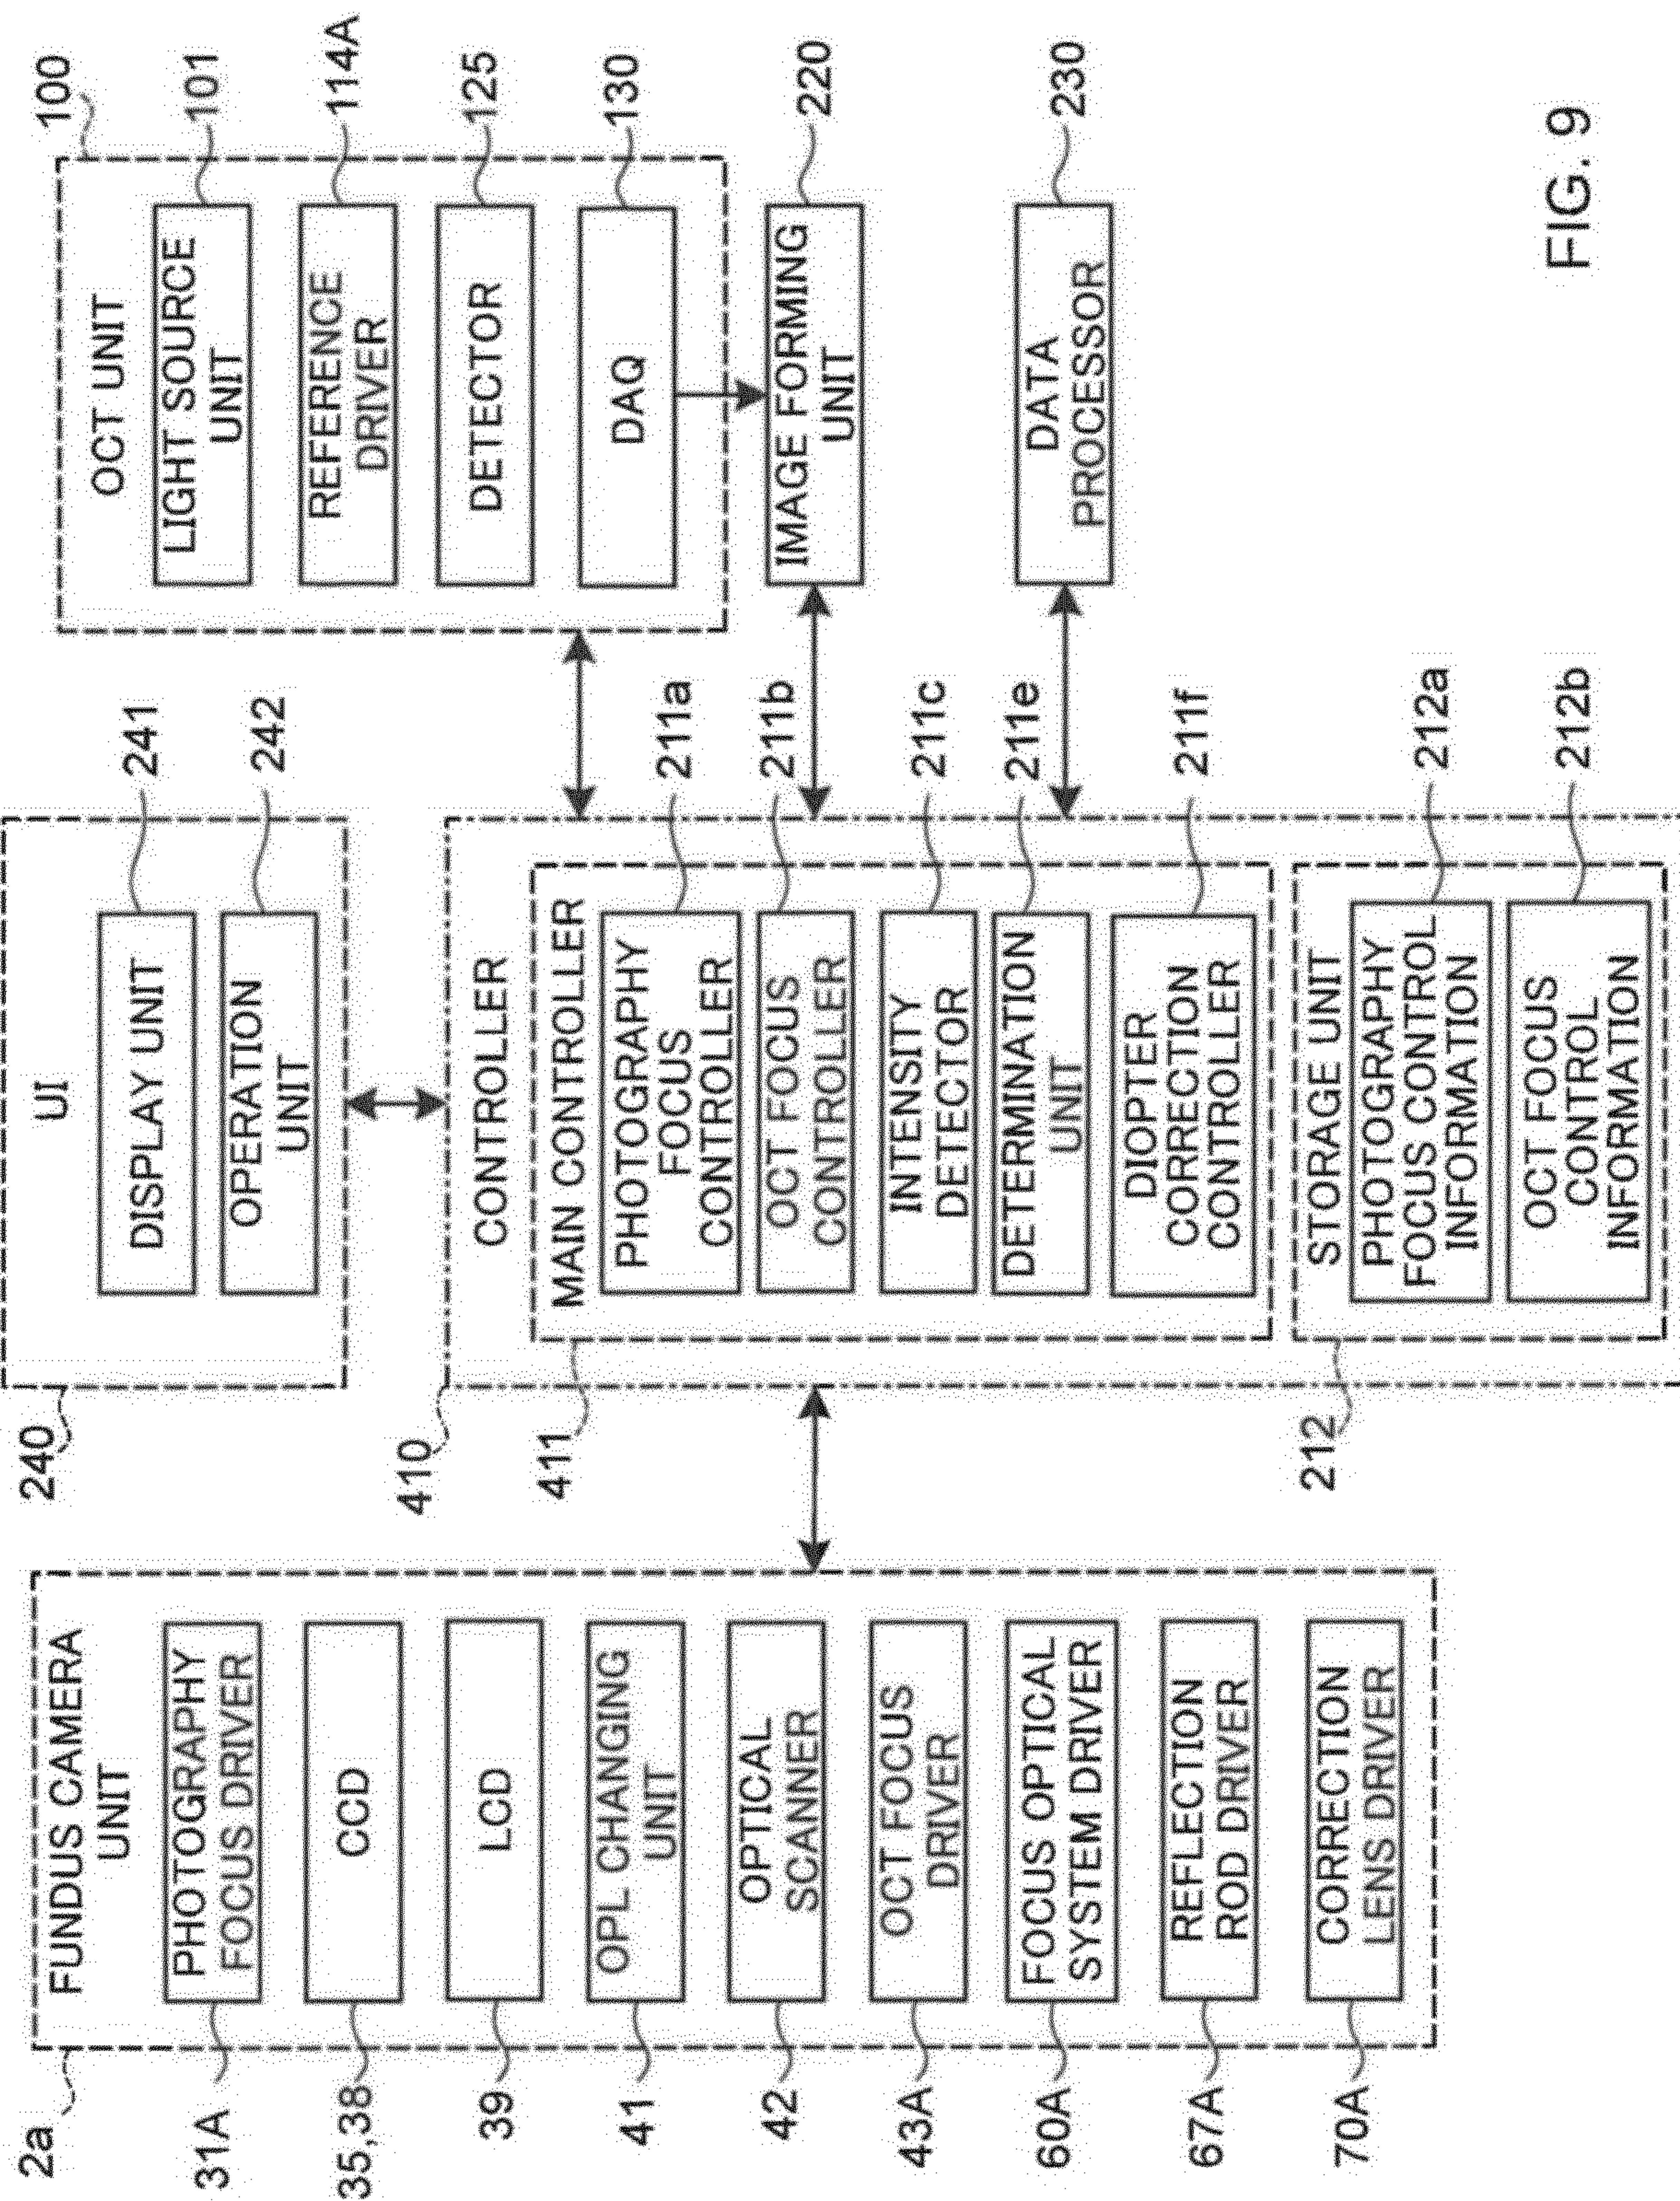 2a
FUNDUS CAMERA
UNIT
31A
PHOTOGRAPHY
FOCUS DRIVER
35,38
CCD
39
LCD
41
OPL CHANGING
UNIT
42
OPTICAL
SCANNER
43A
OCT FOCUS
DRIVER
60A
FOCUS OPTICAL
SYSTEM DRIVER
67A
REFLECTION
ROD DRIVER
70A
CORRECTION
LENS DRIVER
240
UI
DISPLAY UNIT
241
OPERATION
UNIT
242
410
CONTROLLER
411
MAIN CONTROLLER
PHOTOGRAPHY
FOCUS
CONTROLLER
211a
OCT FOCUS
CONTROLLER
211b
INTENSITY
DETECTOR
211c
DETERMINATION
UNIT
211e
DIOPTER
CORRECTION
CONTROLLER
211f
212
STORAGE UNIT
PHOTOGRAPHY
FOCUS CONTROL
INFORMATION
212a
OCT FOCUS
CONTROL
INFORMATION
212b
100
OCT UNIT
LIGHT SOURCE
UNIT
101
REFERENCE
DRIVER
114A
DETECTOR
125
DAQ
130
IMAGE FORMING
UNIT
220
DATA
PROCESSOR
230
FIG. 9